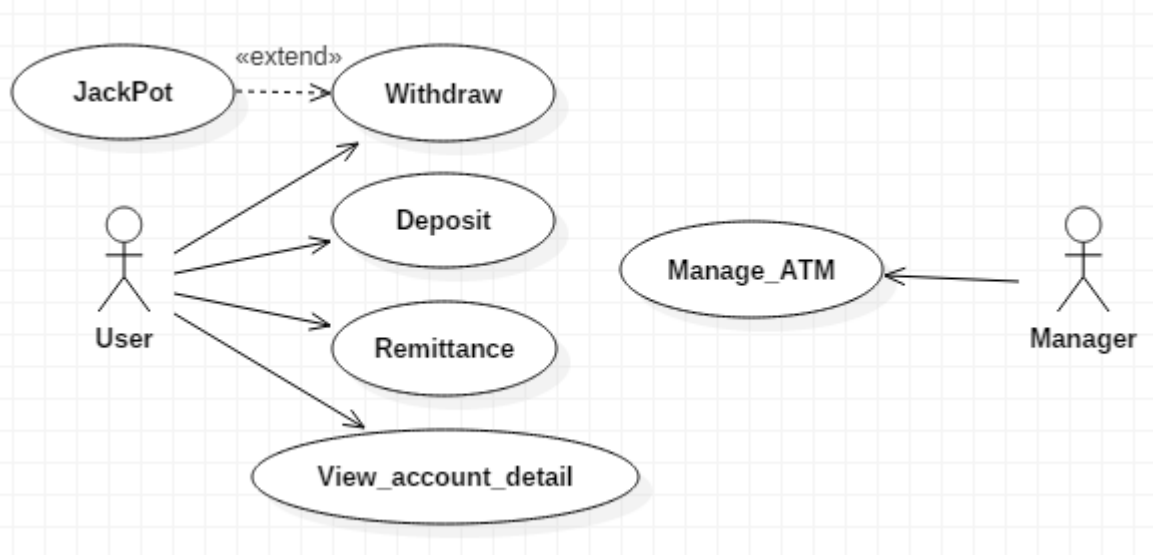 «extend»
JackPot
Withdraw
Deposit
Manage_ATM
User
Remittance
Manager
View_account_detail